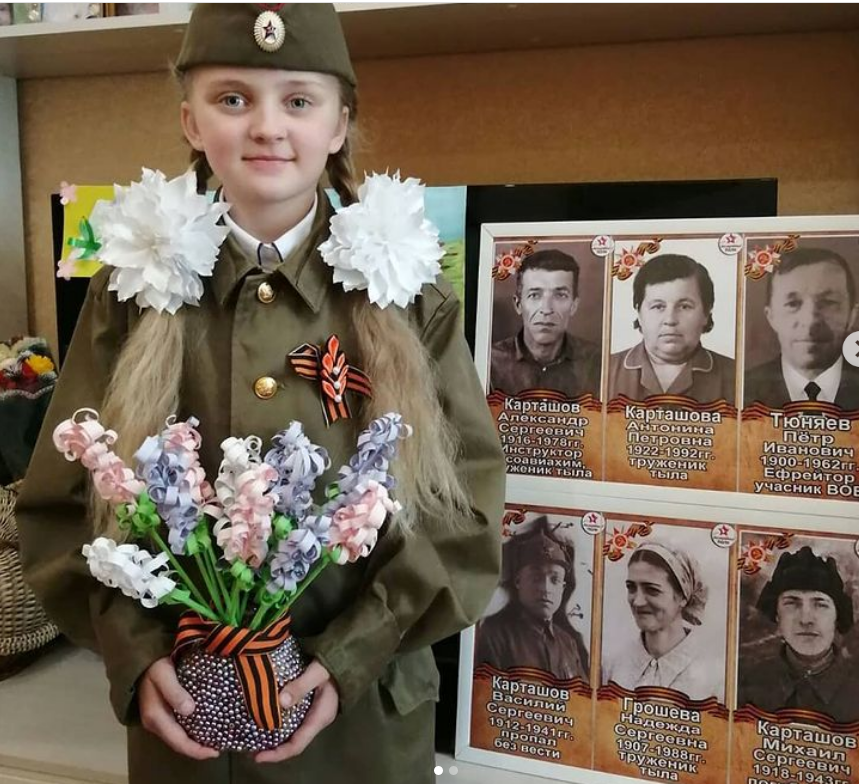 Карташов
Александр
Сергеевич
1916-1978гг.
Инструктор
соавиахим,
труженик тыла
Карташова
Антонина
Петровна
1922-1992гг.
труженик
тыла
Тюняев
Пётр
Иванович
1900-1962гг.
Ефрейтор
учасник ВОВ
Карташов
Василий
Сергеевич
1912-1941гг.
пропал
без вести
Грошева
Надежда
Сергеевна
1907-1988гг.
труженик
тыла
Карташов
Михаил
Сергеевич
1918-1943гг.